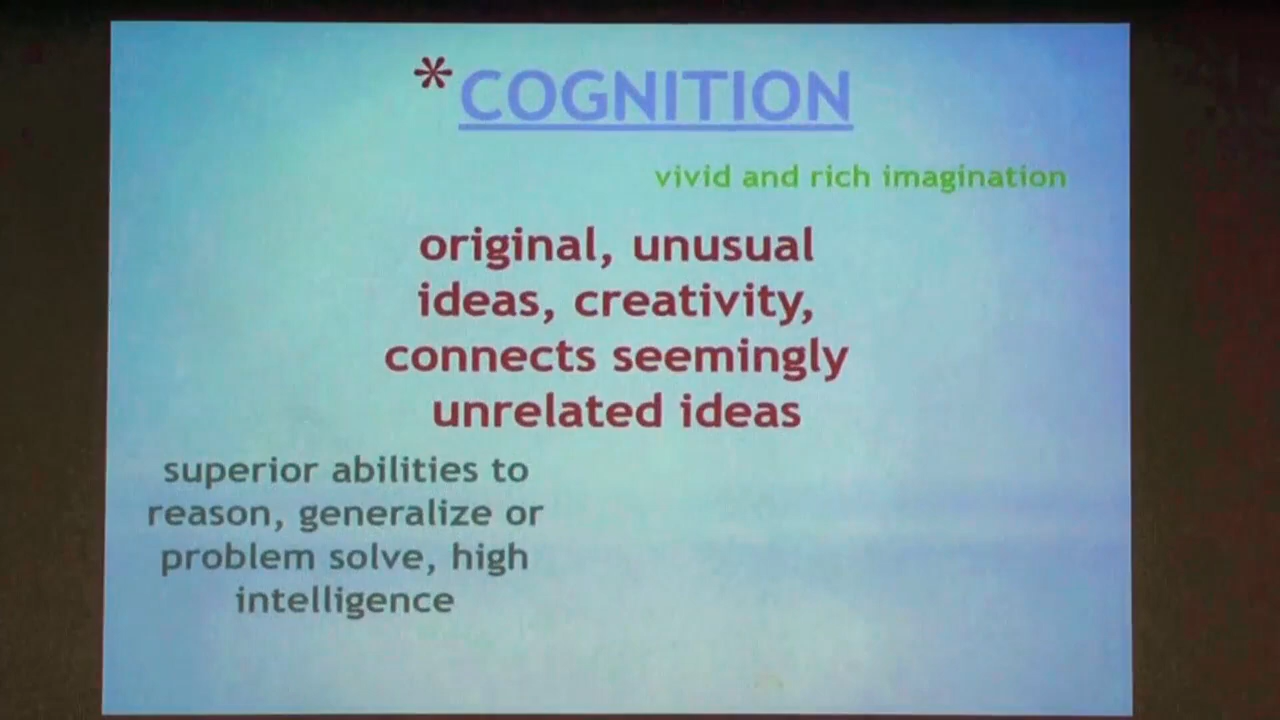 *COGNITION
vivid and rich imagination
original, unusual
ideas, creativity,
connects seemingly
unrelated ideas
superior abilities to
reason, generalize or
problem solve, high
intelligence